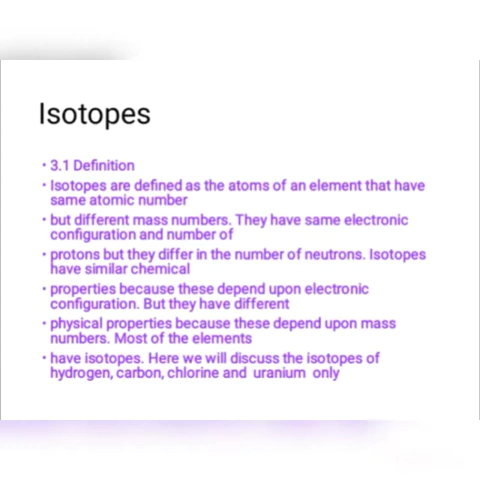 Isotopes
• 3.1 Definition
• Isotopes are defined as the atoms of an element that have
same atomic number
• but different mass numbers. They have same electronic
configuration and number of
• protons but they differ in the number of neutrons. Isotopes
have similar chemical
• properties because these depend upon electronic
configuration. But they have different
• physical properties because these depend upon mass
numbers. Most of the elements
• have isotopes. Here we will discuss the isotopes of
hydrogen, carbon, chlorine and uranium only